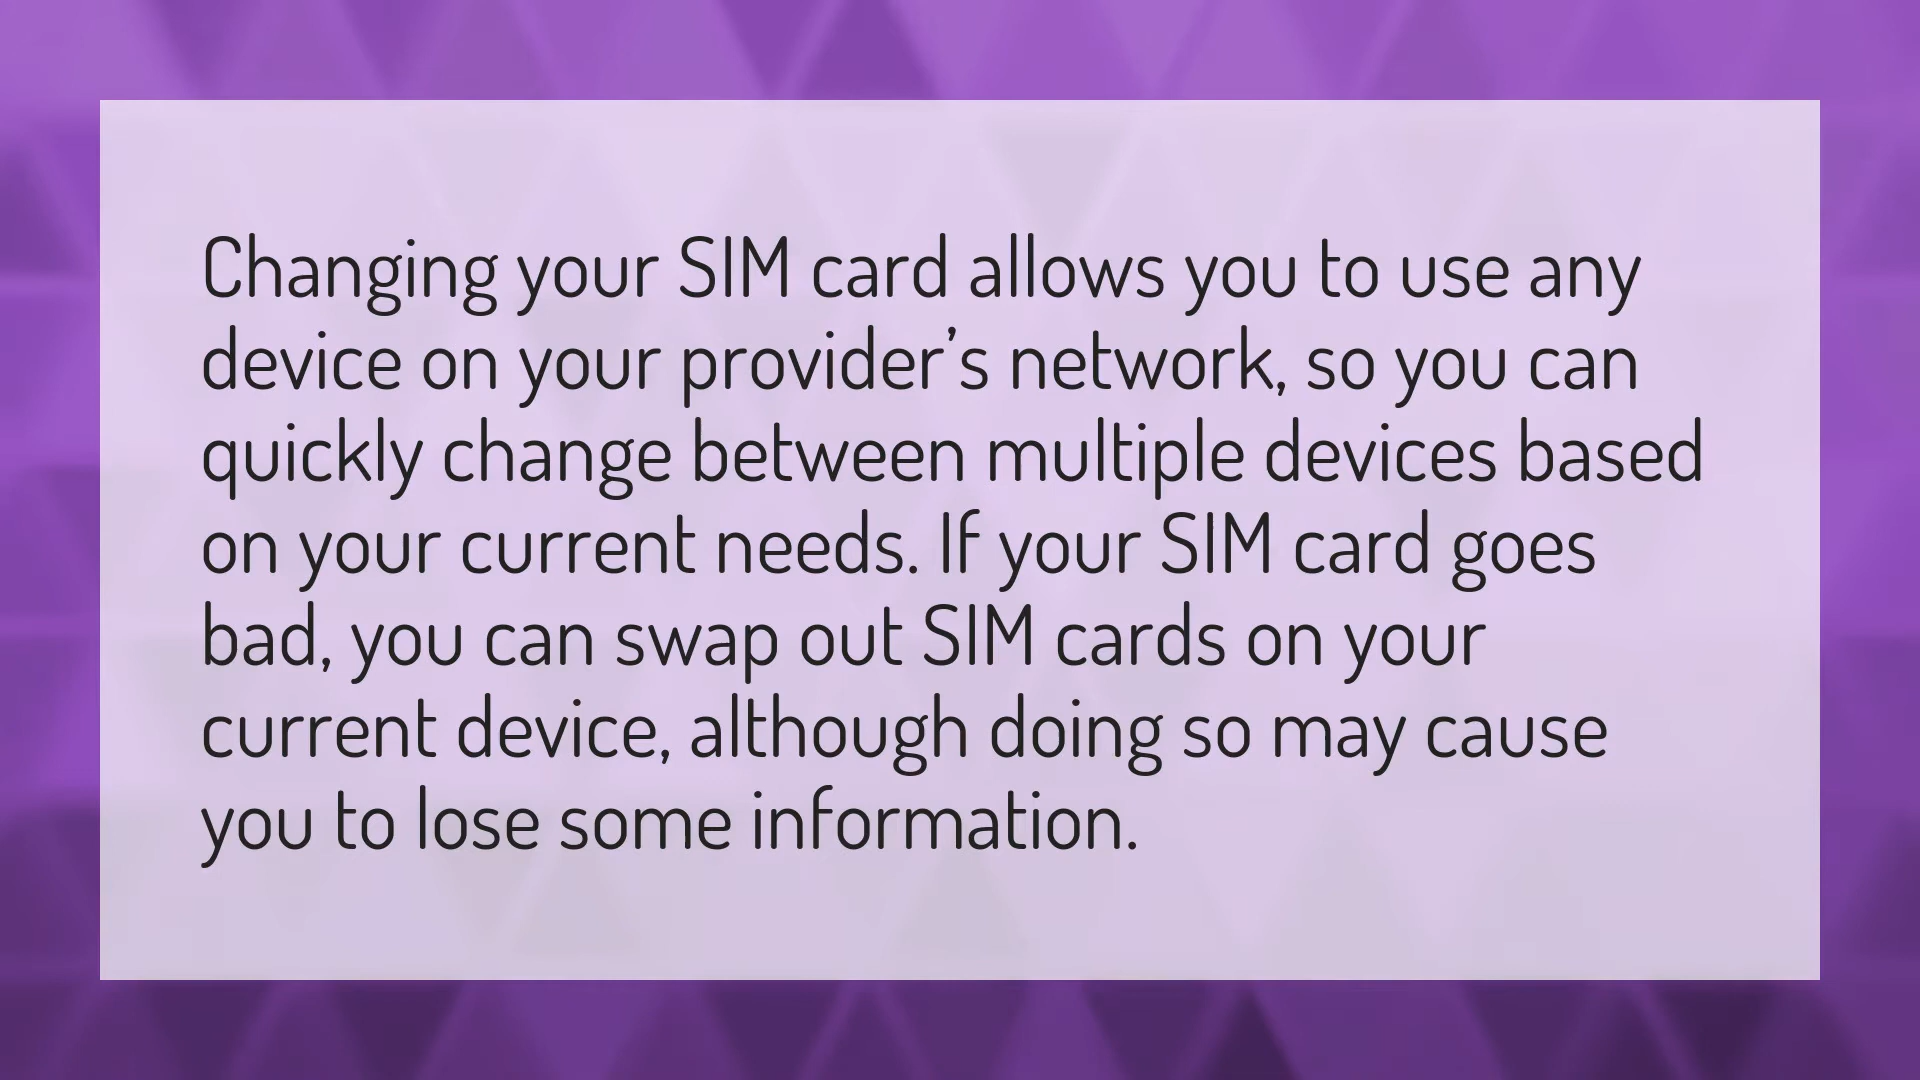 Changing your SIM card allows you to use any
device on your provider’s network, so you can
quickly change between multiple devices based
on your current needs. If your SIM card goes
bad, you can swap out SIM cards on your
current device, although doing so may cause
you to lose some information.